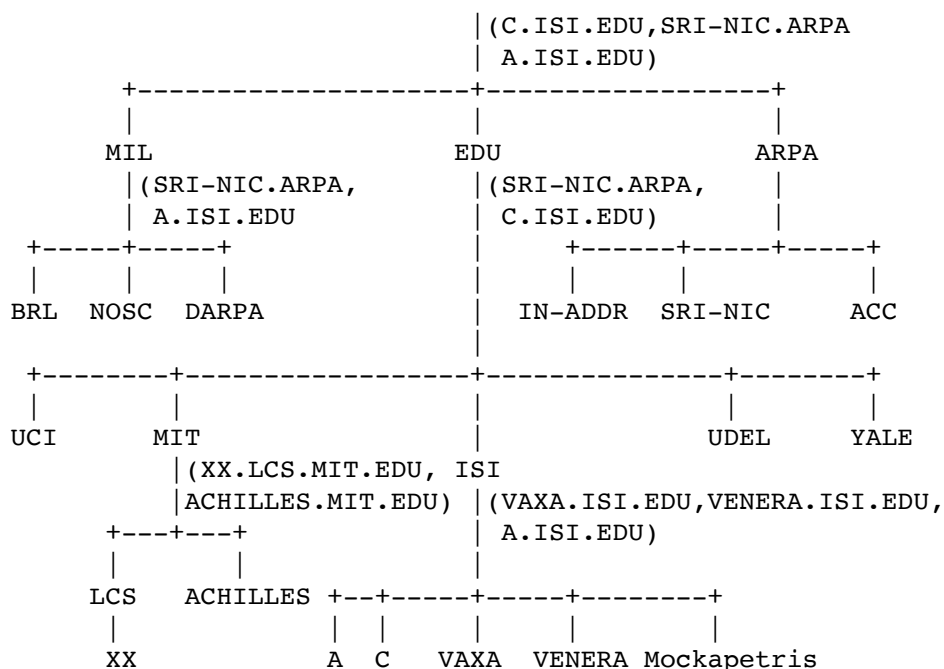 |(C.ISI.EDU,SRI-NIC.ARPA
| A.ISI.EDU)
+---------------------+------------------+
| | |
MIL EDU ARPA
|(SRI-NIC.ARPA, |(SRI-NIC.ARPA, |
| A.ISI.EDU | C.ISI.EDU) |
+-----+-----+ | +------+-----+-----+
| | | | | | |
BRL NOSC DARPA | IN-ADDR SRI-NIC ACC
|
+--------+------------------+---------------+--------+
| | | | |
UCI MIT | UDEL YALE
|(XX.LCS.MIT.EDU, ISI
|ACHILLES.MIT.EDU) |(VAXA.ISI.EDU,VENERA.ISI.EDU,
+---+---+ | A.ISI.EDU)
| | |
LCS ACHILLES +--+-----+-----+--------+
| | | | | |
XX A C VAXA VENERA Mockapetris